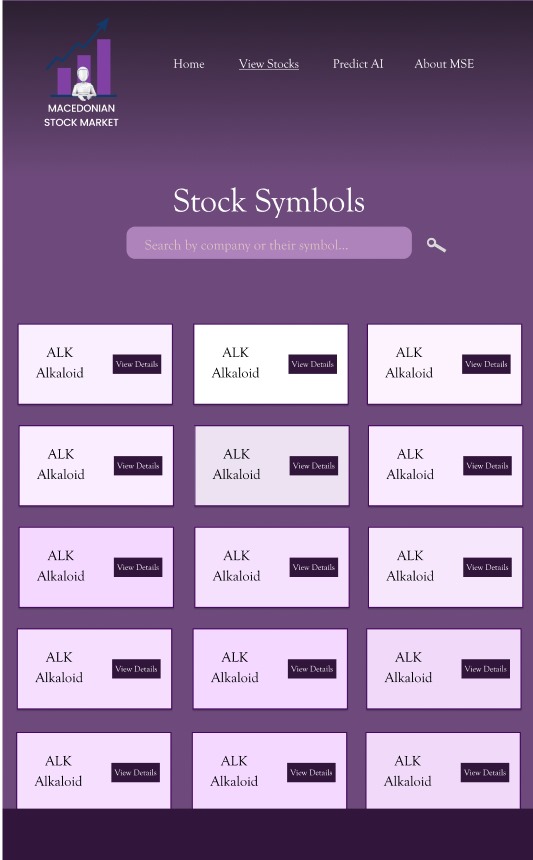 MACEDONIAN
STOCK MARKET
Home View Stocks Predict AI About MSE
Stock Symbols
Search by company or their symbol...
ALK
Alkaloid
View Details
ALK
Alkaloid
View Details
ALK
Alkaloid
View Details
ALK
Alkaloid
View Details
ALK
Alkaloid
View Details
ALK
Alkaloid
View Details
ALK
Alkaloid
View Details
ALK
Alkaloid
View Details
ALK
Alkaloid
View Details
ALK
Alkaloid
View Details
ALK
Alkaloid
View Details
ALK
Alkaloid
View Details
ALK
Alkaloid
View Details
ALK
Alkaloid
View Details
ALK
Alkaloid
View Details